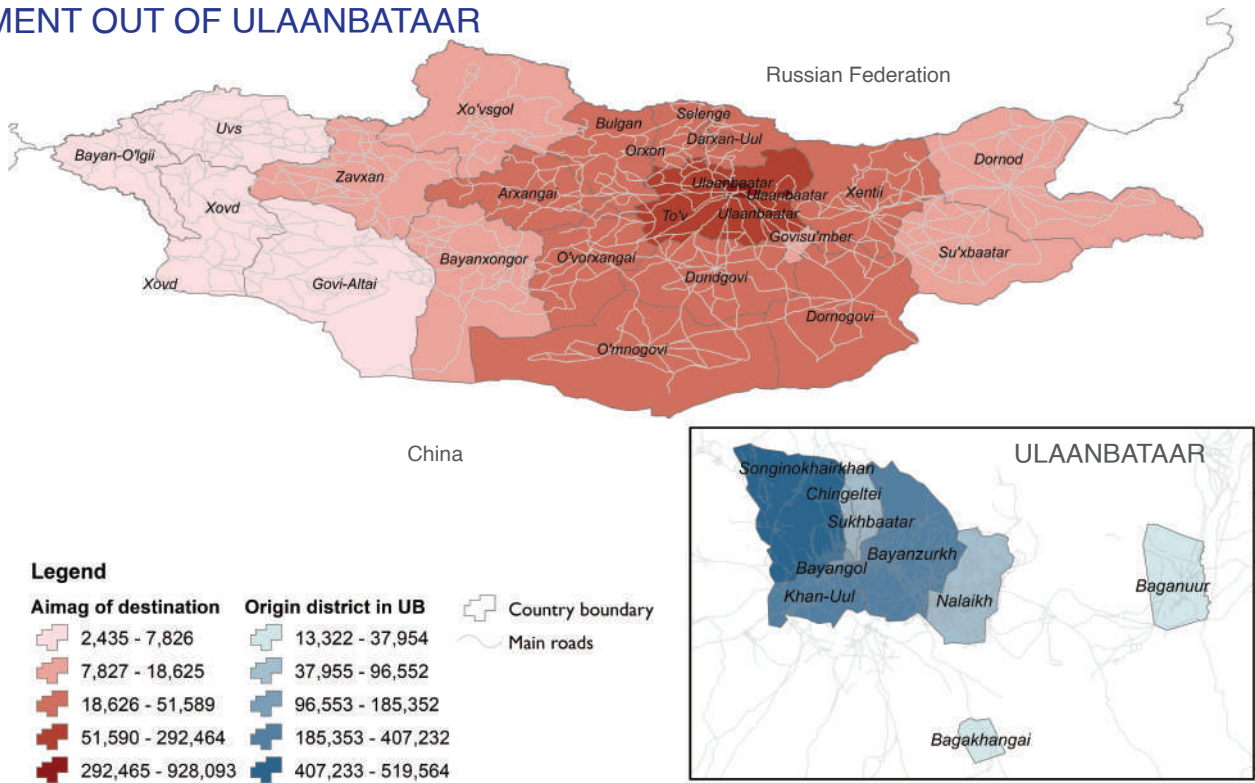 MENT OUT OF ULAANBATAAR
Russian Federation
Xo'vsgol
Selenge
Bulgan
Uvs
Darxan-Uul
Orxon
Bayan-O'lgii
Dornod
Zavxan
Ulaanbaatar
Arxangai
Ulaanbaatar
Xentii
Xovd
To'v
Ulaanbaatar
Govisu'mber
Su'xbaatar
Bayanxongor
O'vorxangai
Dundgovi
Xovd
Govi-Altai
Dornogovi
O'mnogovi
China
ULAANBATAAR
Songinokhairkhan
Chingeltei
Sukhbaatar
Bayanzurkh
Bayangol
Khan-Uul
Nalaikh
Baganuur
Bagakhangai
Legend
Aimag of destination
2,435 - 7,826
7,827 - 18,625
18,626 - 51,589
51,590 - 292,464
292,465 - 928,093
Origin district in UB
13,322 - 37,954
37,955 - 96,552
96,553 - 185,352
185,353 - 407,232
407,233 - 519,564
Country boundary
Main roads